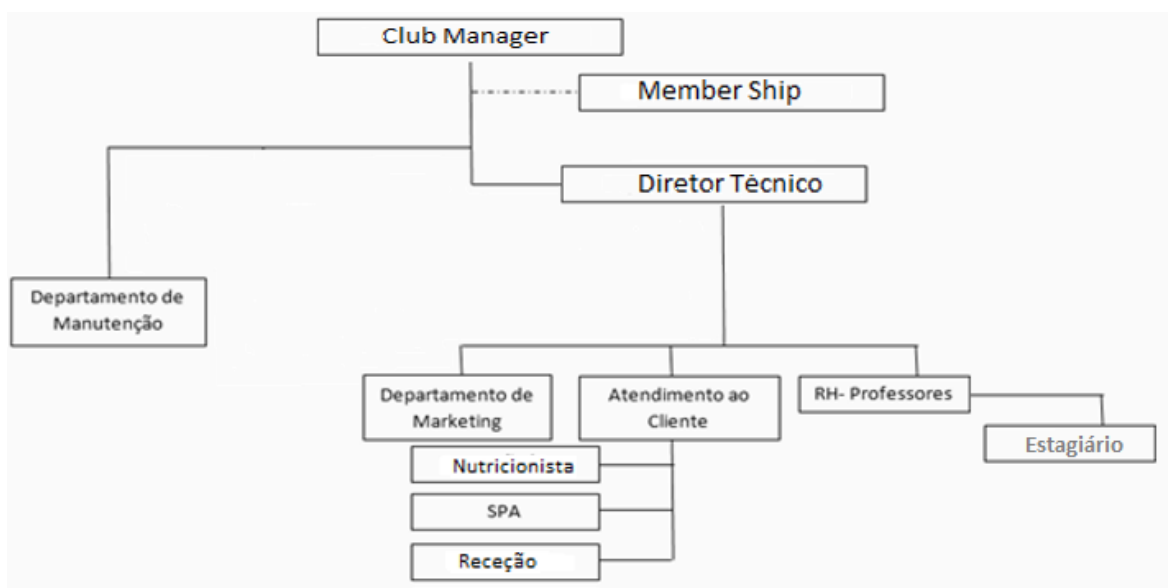 Club Manager
Member Ship
Diretor Técnico
Departamento de
Manutenção
Departamento de
Marketing
Atendimento ao
Cliente
RH- Professores
Estagiário
Nutricionista
SPA
Receção